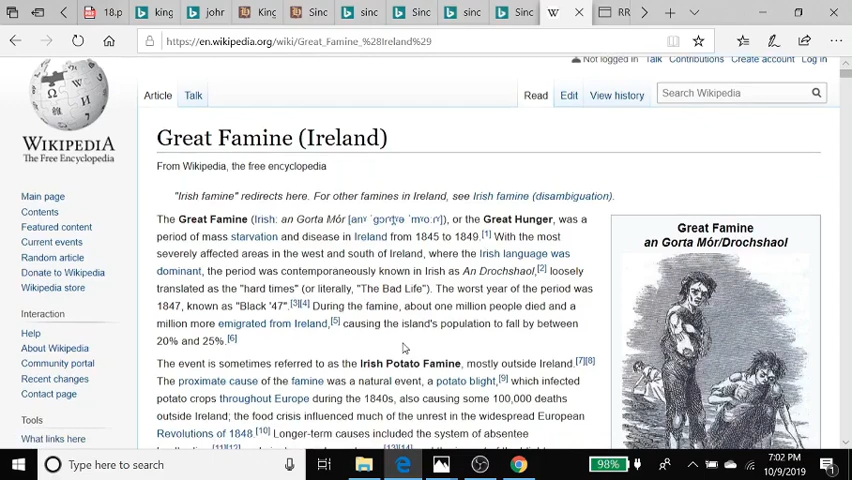 18.p
king
johr
King
Sinc
sinc
Sinc
sinc
Sinc
RR
https://en.wikipedia.org/wiki/Great_Famine_%28Ireland%29
Not logged in Talk Contributions Create account Log in
Article Talk Read Edit View history Search Wikipedia
WIKIPEDIA
The Free Encyclopedia
Main page
Contents
Featured content
Current events
Random article
Donate to Wikipedia
Wikipedia store
Interaction
Help
About Wikipedia
Community portal
Recent changes
Contact page
Tools
What links here
Great Famine (Ireland)
From Wikipedia, the free encyclopedia
"Irish famine" redirects here. For other famines in Ireland, see Irish famine (disambiguation).
The Great Famine (Irish: an Gorta Mór), or the Great Hunger, was a
period of mass starvation and disease in Ireland from 1845 to 1849.[1] With the most
severely affected areas in the west and south of Ireland, where the Irish language was
dominant, the period was contemporaneously known in Irish as An Drochshaol,[2] loosely
translated as the "hard times" (or literally, "The Bad Life"). The worst year of the period was
1847, known as "Black '47".[3][4] During the famine, about one million people died and a
million more emigrated from Ireland,[5] causing the island's population to fall by between
20% and 25%.[6]
The event is sometimes referred to as the Irish Potato Famine, mostly outside Ireland.[7][8]
The proximate cause of the famine was a natural event, a potato blight,[9] which infected
potato crops throughout Europe during the 1840s, also causing some 100,000 deaths
outside Ireland; the food crisis influenced much of the unrest in the widespread European
Revolutions of 1848.[10] Longer-term causes included the system of absentee
Great Famine
an Gorta Mór/Drochshaol
Type here to search
98%
7:02 PM
10/9/2019